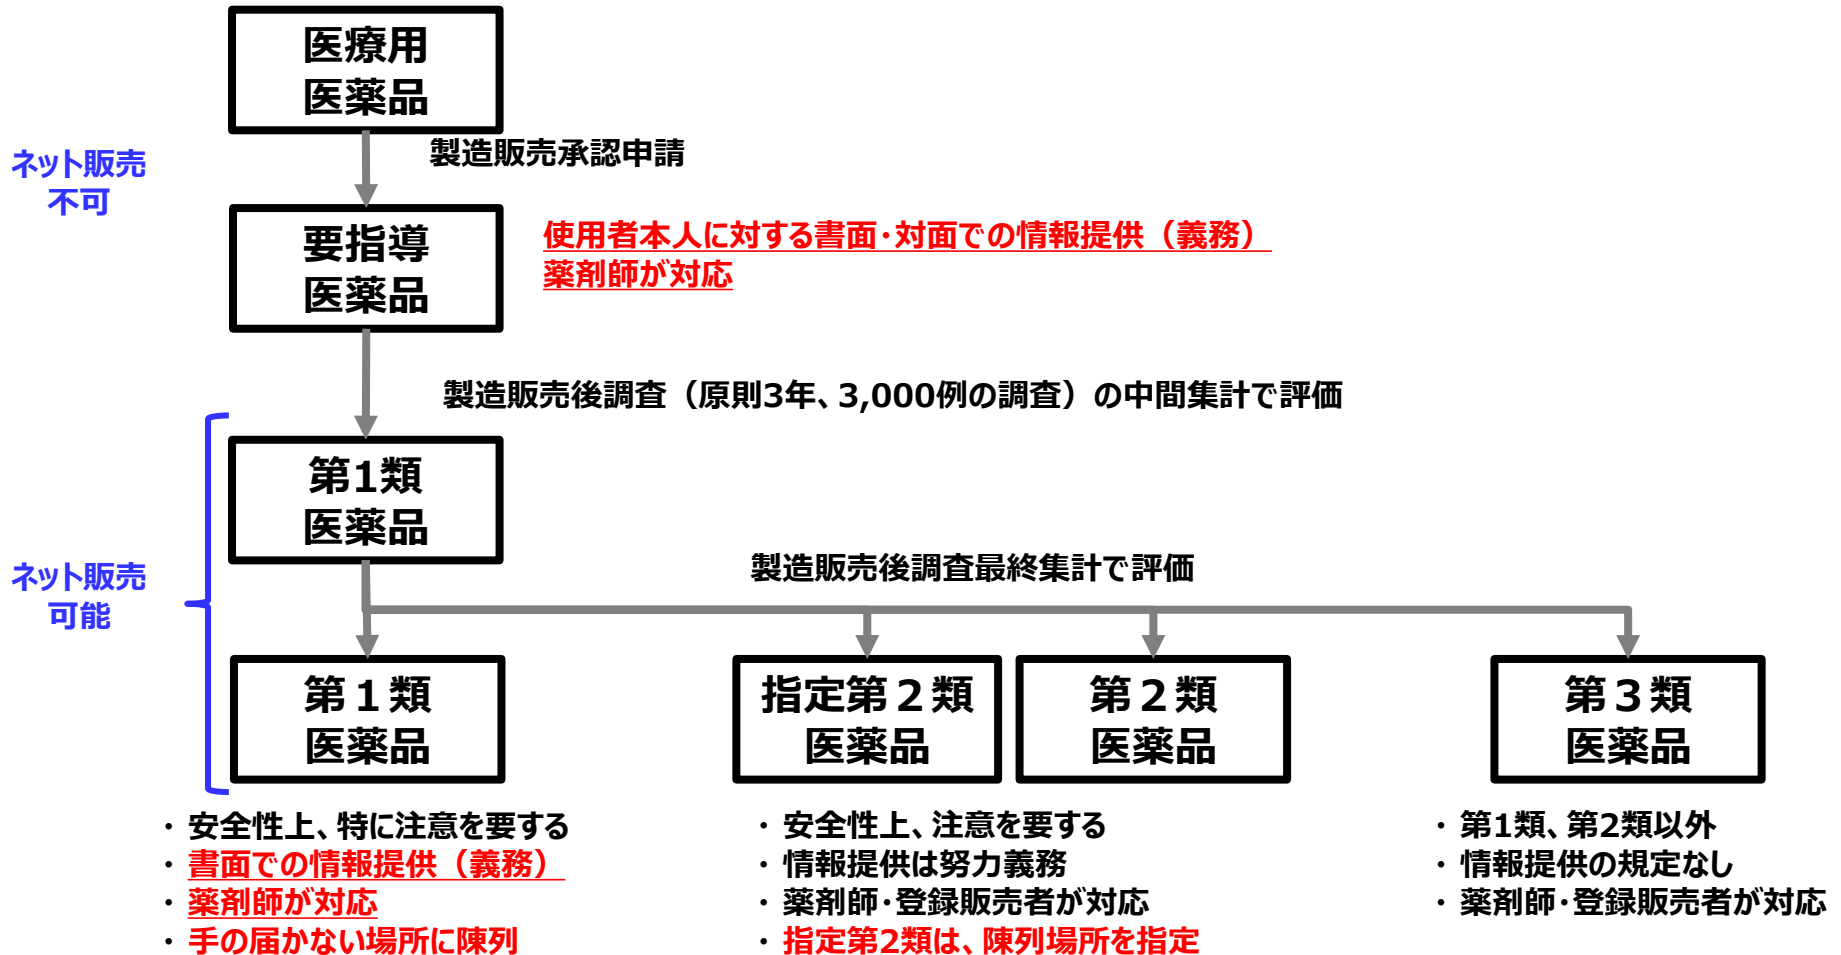 医療用
医薬品
製造販売承認申請
ネット販売
不可
要指導
医薬品
使用者本人に対する書面・対面での情報提供（義務）
薬剤師が対応
製造販売後調査（原則3年、3,000例の調査）の中間集計で評価
第1類
医薬品
製造販売後調査最終集計で評価
ネット販売
可能
第１類
医薬品
指定第２類
医薬品
第２類
医薬品
第３類
医薬品
・安全性上、特に注意を要する
・書面での情報提供（義務）
・薬剤師が対応
・手の届かない場所に陳列
・安全性上、注意を要する
・情報提供は努力義務
・薬剤師・登録販売者が対応
・指定第2類は、陳列場所を指定
・第1類、第2類以外
・情報提供の規定なし
・薬剤師・登録販売者が対応